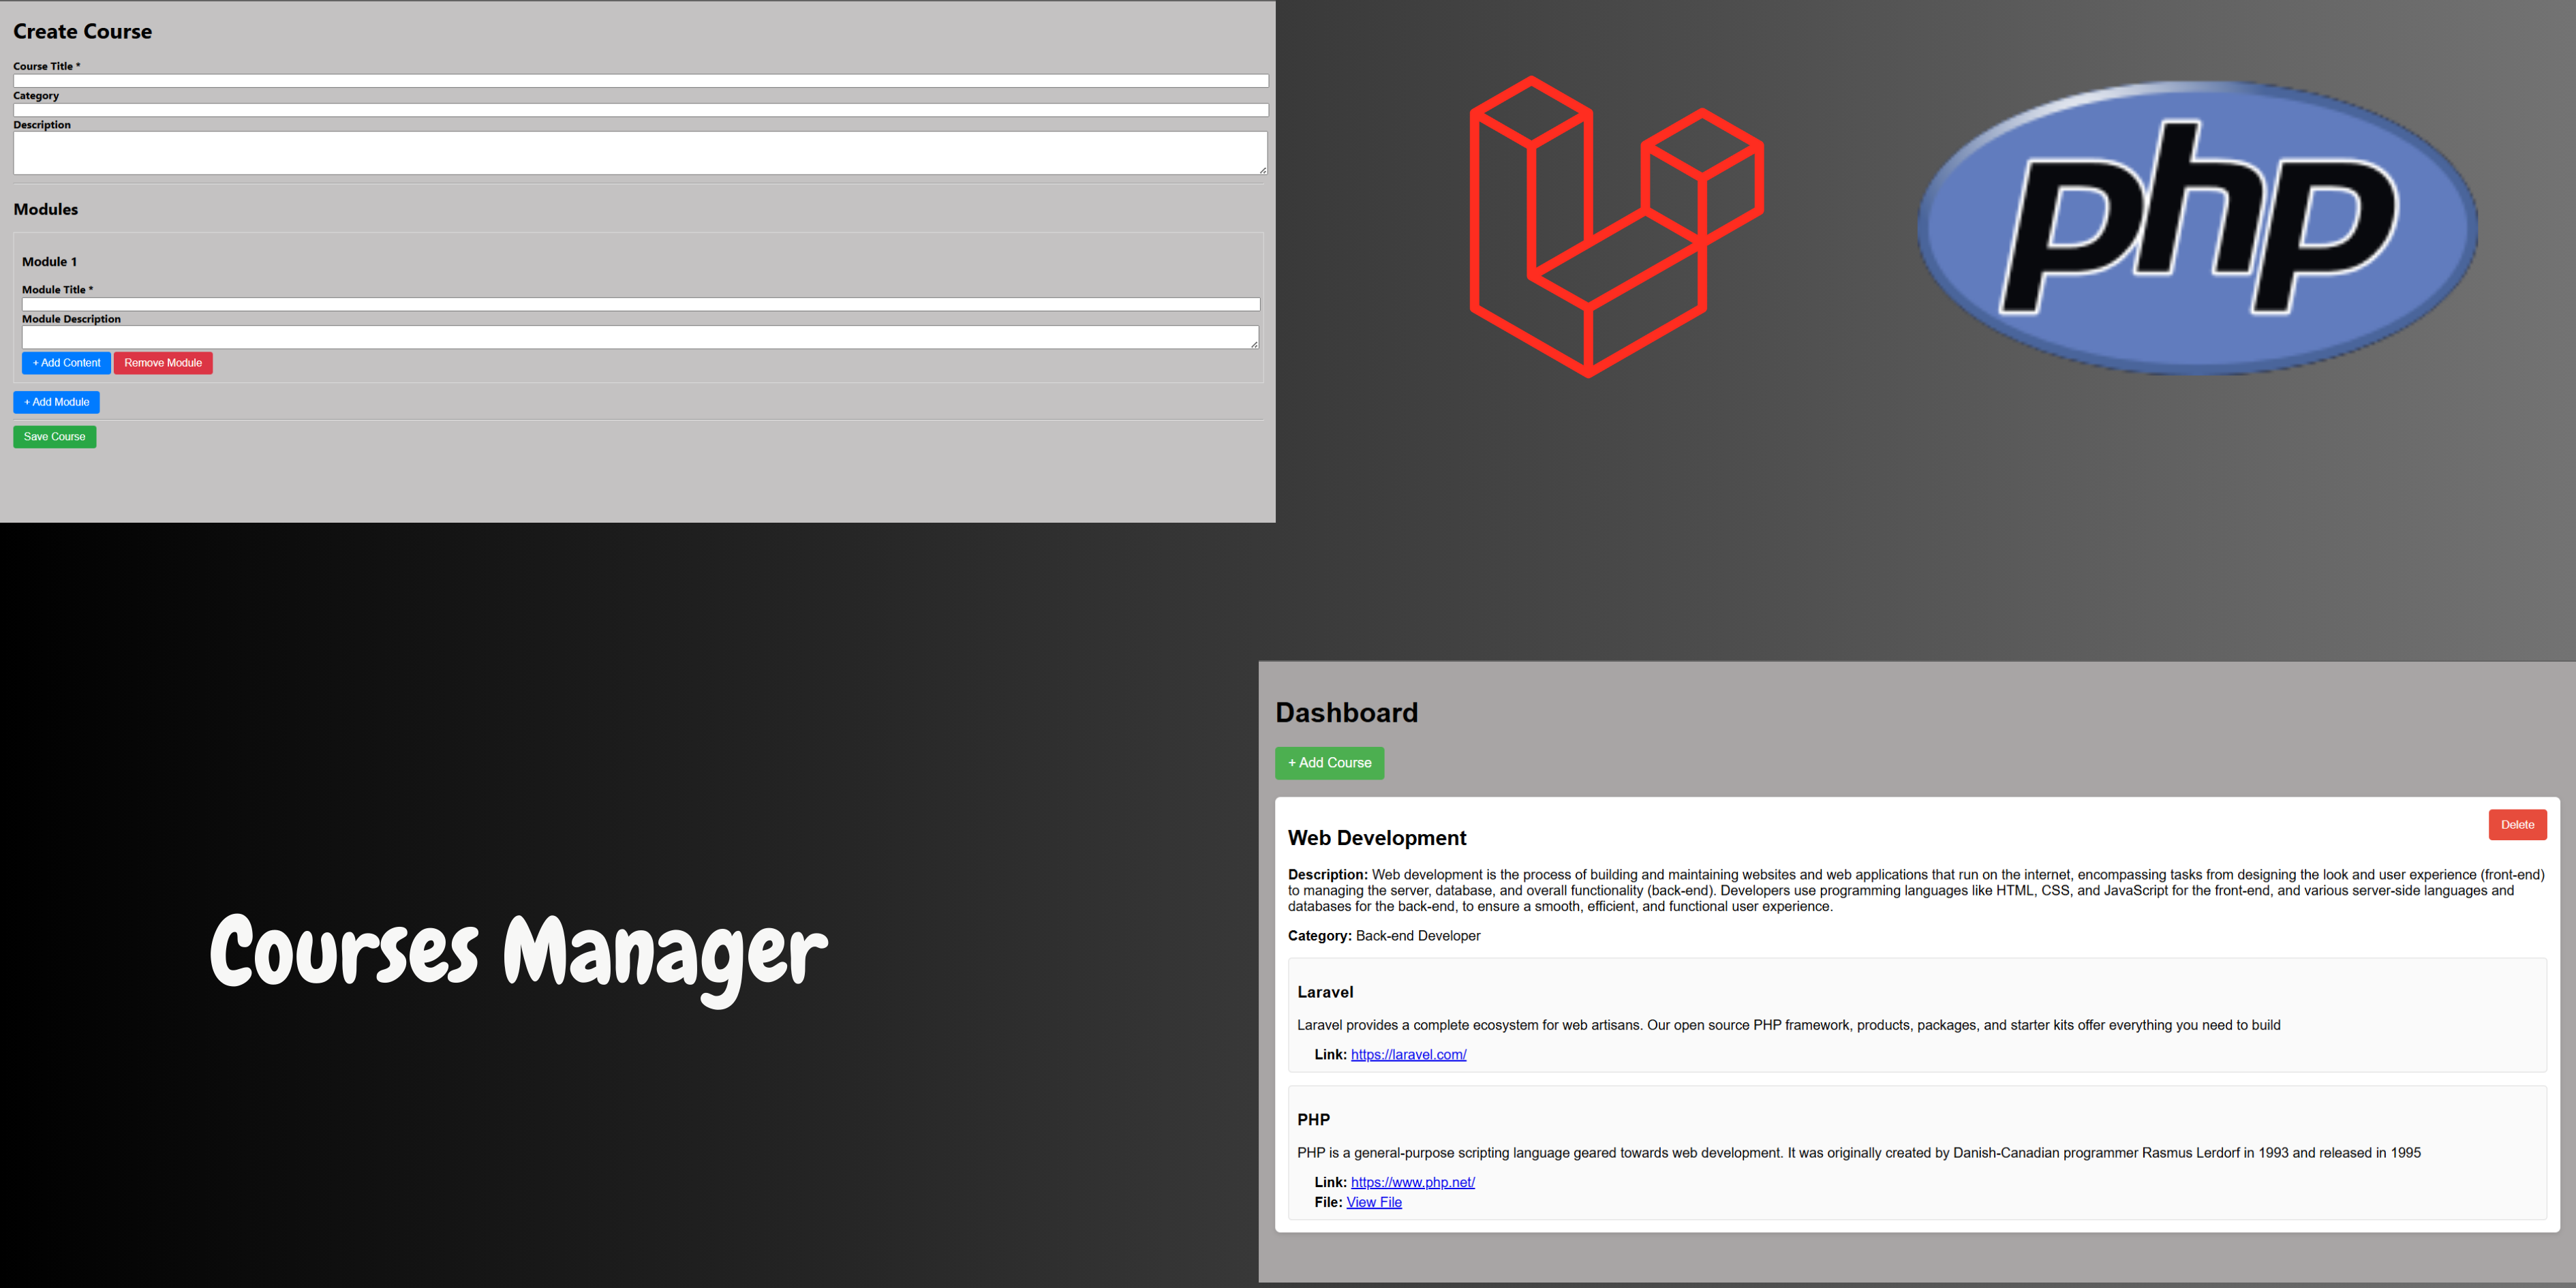 Create Course
Course Title *
Category
Description
Modules
Module 1
Module Title *
Module Description
+ Add Content Remove Module
+ Add Module
Save Course
php
Courses Manager
Dashboard
+ Add Course
Delete
Web Development
Description: Web development is the process of building and maintaining websites and web applications that run on the internet, encompassing tasks from designing the look and user experience (front-end)
to managing the server, database, and overall functionality (back-end). Developers use programming languages like HTML, CSS, and JavaScript for the front-end, and various server-side languages and
databases for the back-end, to ensure a smooth, efficient, and functional user experience.
Category: Back-end Developer
Laravel
Laravel provides a complete ecosystem for web artisans. Our open source PHP framework, products, packages, and starter kits offer everything you need to build
Link: https://laravel.com/
PHP
PHP is a general-purpose scripting language geared towards web development. It was originally created by Danish-Canadian programmer Rasmus Lerdorf in 1993 and released in 1995
Link: https://www.php.net/
File: View File